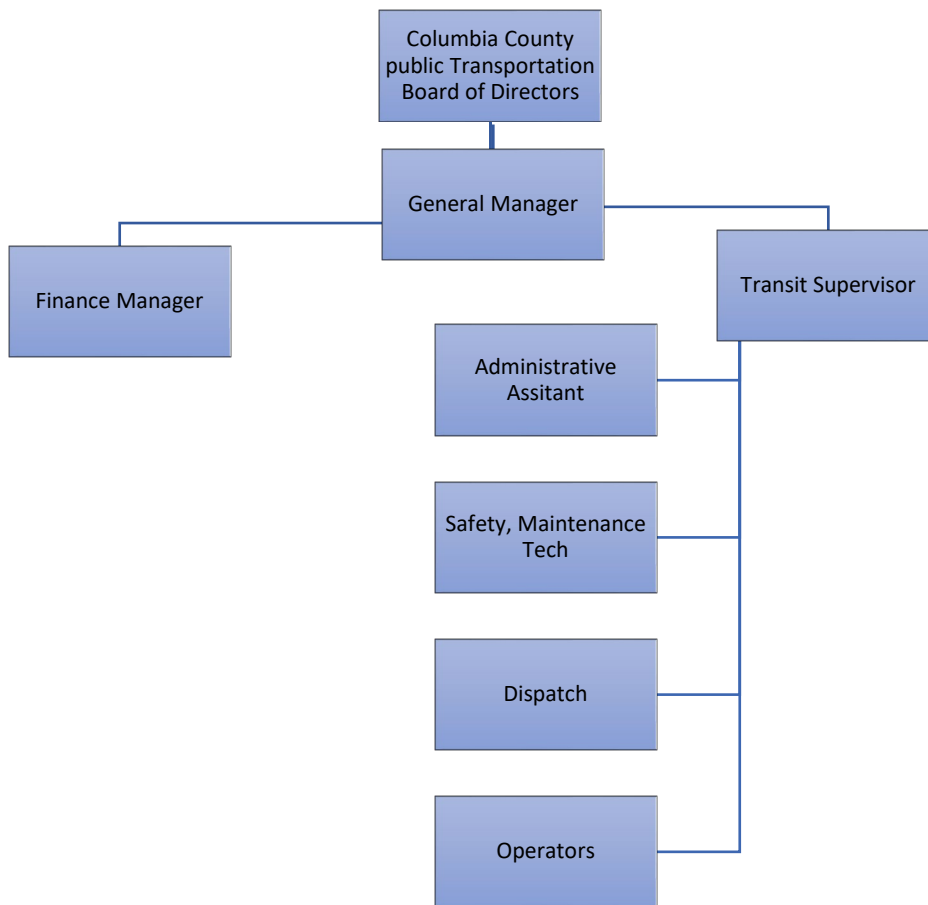 Columbia County
public Transportation
Board of Directors
General Manager
Finance Manager
Transit Supervisor
Administrative
Assitant
Safety, Maintenance
Tech
Dispatch
Operators